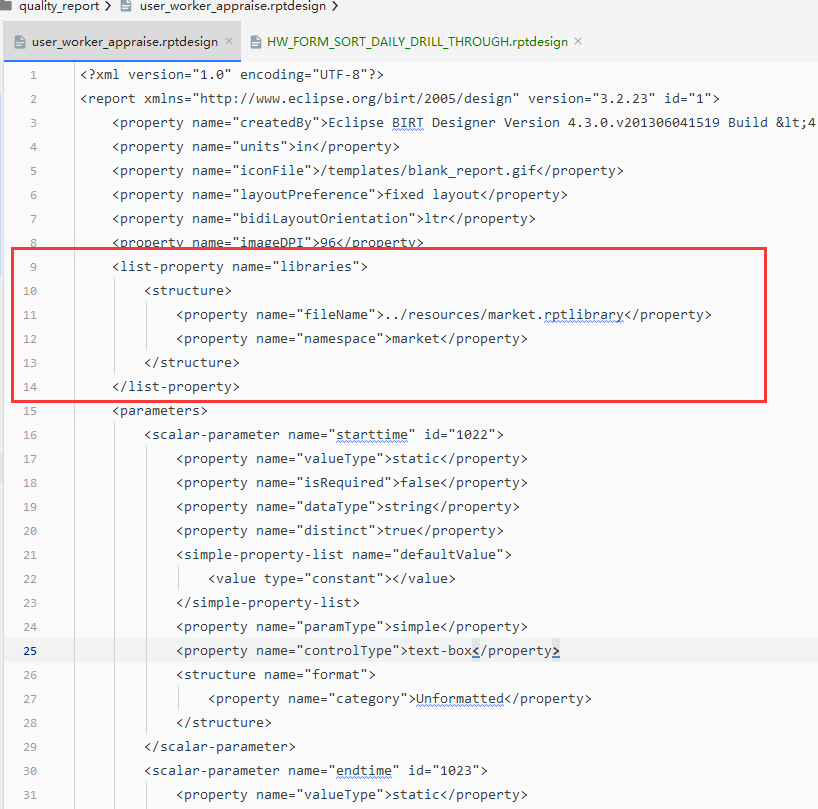 quality_report > user_worker_appraise.rptdesign >
user_worker_appraise.rptdesign × HW_FORM_SORT_DAILY_DRILL_THROUGH.rptdesign ×
1 <?xml version="1.0" encoding="UTF-8"?>
2 <report xmlns="http://www.eclipse.org/birt/2005/design" version="3.2.23" id="1">
3 <property name="createdBy">Eclipse BIRT Designer Version 4.3.0.v201306041519 Build &lt;4
4 <property name="units">in</property>
5 <property name="iconFile">/templates/blank_report.gif</property>
6 <property name="layoutPreference">fixed layout</property>
7 <property name="bidiLayoutOrientation">ltr</property>
8 <property name="imageDPI">96</property>
9 <list-property name="libraries">
10 <structure>
11 <property name="fileName">../resources/market.rptlibrary</property>
12 <property name="namespace">market</property>
13 </structure>
14 </list-property>
15 <parameters>
16 <scalar-parameter name="starttime" id="1022">
17 <property name="valueType">static</property>
18 <property name="isRequired">false</property>
19 <property name="dataType">string</property>
20 <property name="distinct">true</property>
21 <simple-property-list name="defaultValue">
22 <value type="constant"></value>
23 </simple-property-list>
24 <property name="paramType">simple</property>
25 <property name="controlType">text-box</property>
26 <structure name="format">
27 <property name="category">Unformatted</property>
28 </structure>
29 </scalar-parameter>
30 <scalar-parameter name="endtime" id="1023">
31 <property name="valueType">static</property>